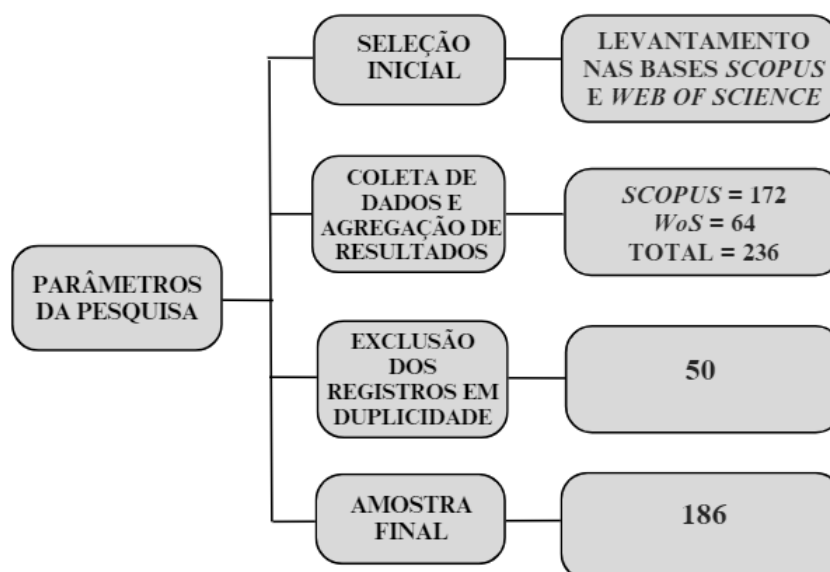 SELEÇÃO
INICIAL
LEVANTAMENTO
NAS BASES SCOPUS
E WEB OF SCIENCE
COLETA DE
DADOS E
AGREGAÇÃO DE
RESULTADOS
SCOPUS = 172
WoS = 64
TOTAL = 236
PARÂMETROS
DA PESQUISA
EXCLUSÃO
DOS
REGISTROS EM
DUPLICIDADE
50
AMOSTRA
FINAL
186